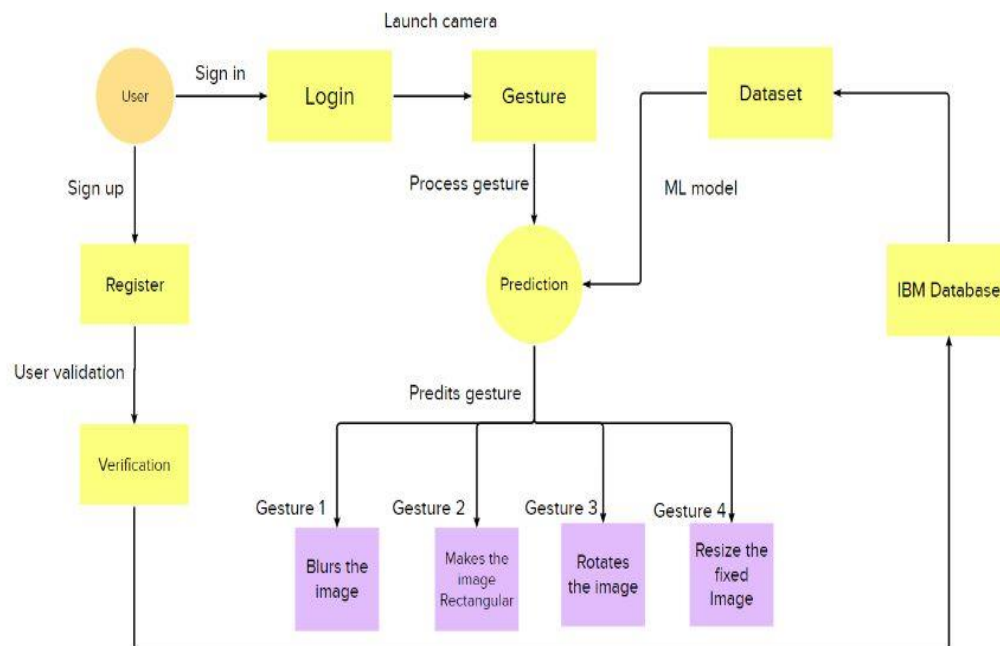 Launch camera
User
Sign in
Login
Gesture
Dataset
Sign up
Process gesture
ML model
Register
Prediction
IBM Database
User validation
Predits gesture
Verification
Gesture 1
Gesture 2
Gesture 3
Gesture 4
Blurs the
image
Makes the
image
Rectangular
Rotates
the image
Resize the
fixed
Image